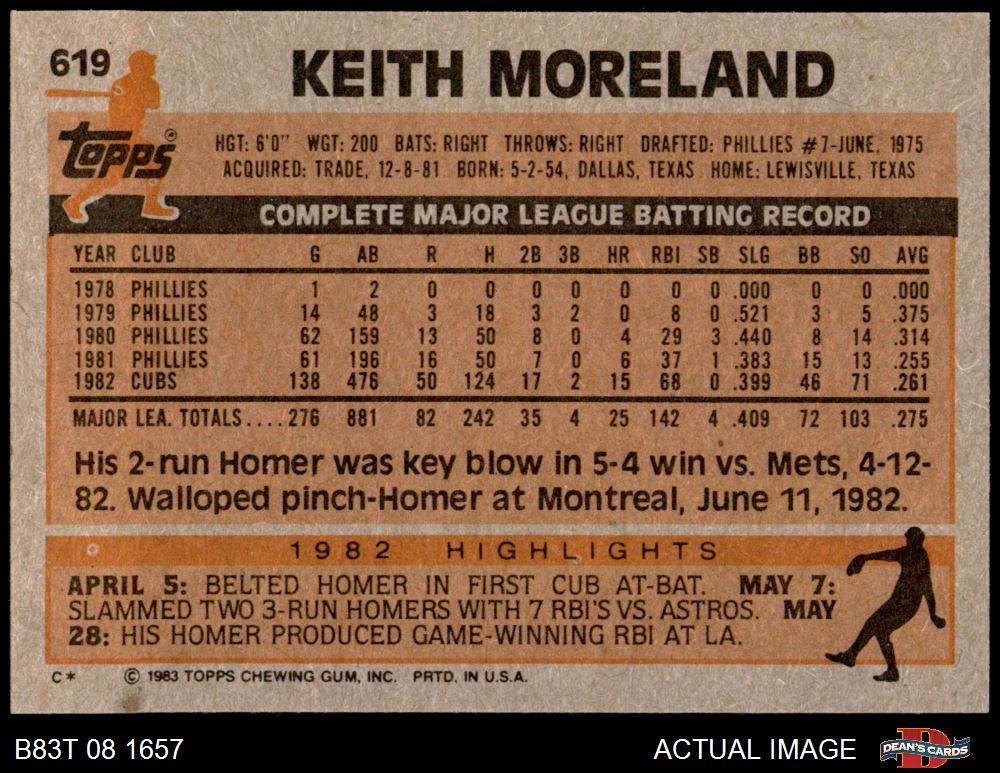 619 KEITH MORELAND
Topps®
HGT: 6'0" WGT: 200 BATS: RIGHT THROWS: RIGHT DRAFTED: PHILLIES #7-JUNE, 1975
ACQUIRED: TRADE, 12-8-81 BORN: 5-2-54, DALLAS, TEXAS HOME: LEWISVILLE, TEXAS
COMPLETE MAJOR LEAGUE BATTING RECORD
YEAR CLUB G AB R H 2B 3B HR RBI SB SLG BB SO AVG
1978 PHILLIES 1 2 0 0 0 0 0 0 0 .000 0 0 .000
1979 PHILLIES 14 48 3 18 3 2 0 8 0 .521 3 5 .375
1980 PHILLIES 62 159 13 50 8 0 4 29 3 .440 8 14 .314
1981 PHILLIES 61 196 16 50 7 0 6 37 1 .383 15 13 .255
1982 CUBS 138 476 50 124 17 2 15 68 0 .399 46 71 .261
MAJOR LEA. TOTALS.... 276 881 82 242 35 4 25 142 4 .409 72 103 .275
His 2-run Homer was key blow in 5-4 win vs. Mets, 4-12-
82. Walloped pinch-Homer at Montreal, June 11, 1982.
1982 HIGHLIGHTS
APRIL 5: BELTED HOMER IN FIRST CUB AT-BAT. MAY 7:
SLAMMED TWO 3-RUN HOMERS WITH 7 RBI'S VS. ASTROS. MAY
28: HIS HOMER PRODUCED GAME-WINNING RBI AT LA.
C* © 1983 TOPPS CHEWING GUM, INC. PRTD. IN U.S.A.
B83T 08 1657 ACTUAL IMAGE DEAN'S CARDS